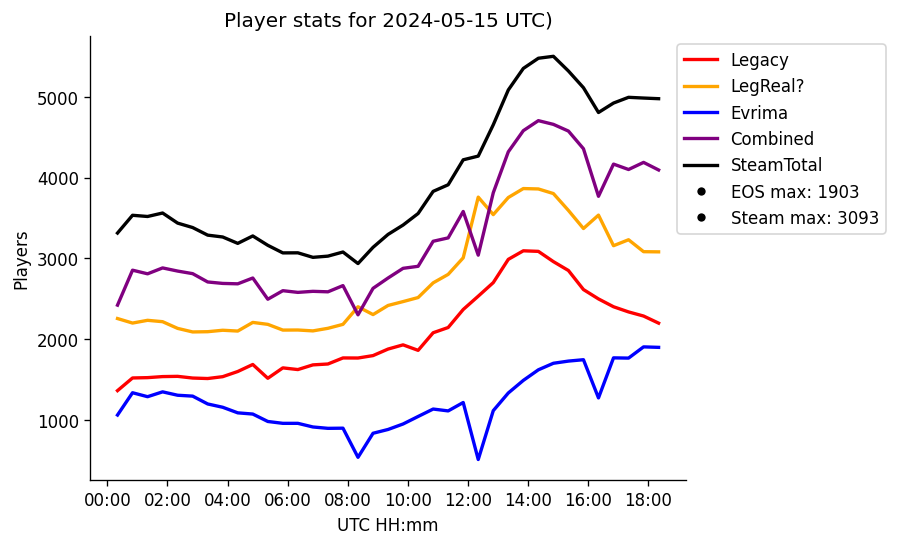 Player stats for 2024-05-15 UTC)
Legacy
LegReal?
Evrima
Combined
SteamTotal
EOS max: 1903
Steam max: 3093
Players
5000
4000
3000
2000
1000
00:00 02:00 04:00 06:00 08:00 10:00 12:00 14:00 16:00 18:00
UTC HH:mm